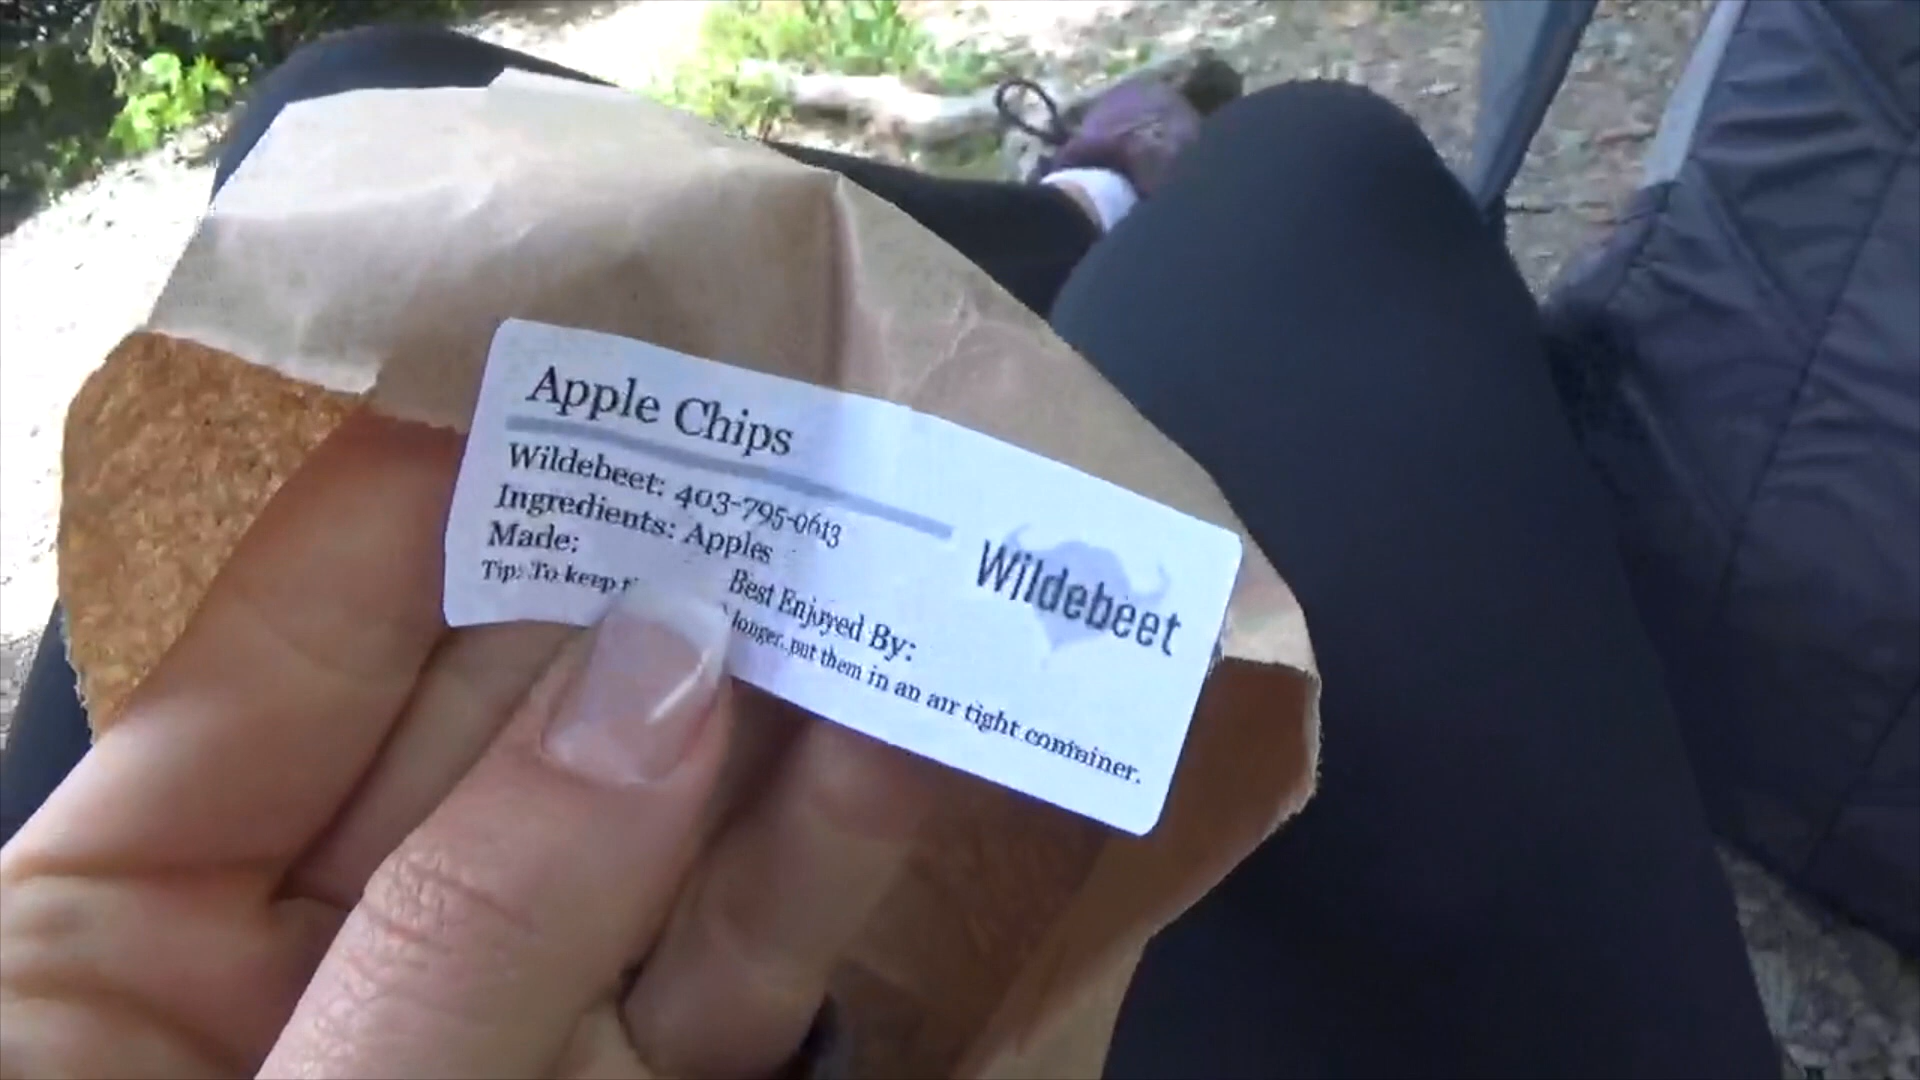 Apple Chips
Wildebeet: 403-795-0613
Ingredients: Apples
Made: Best Enjoyed By:
Tip: To keep longer, put them in an air tight container.
Wildebeet